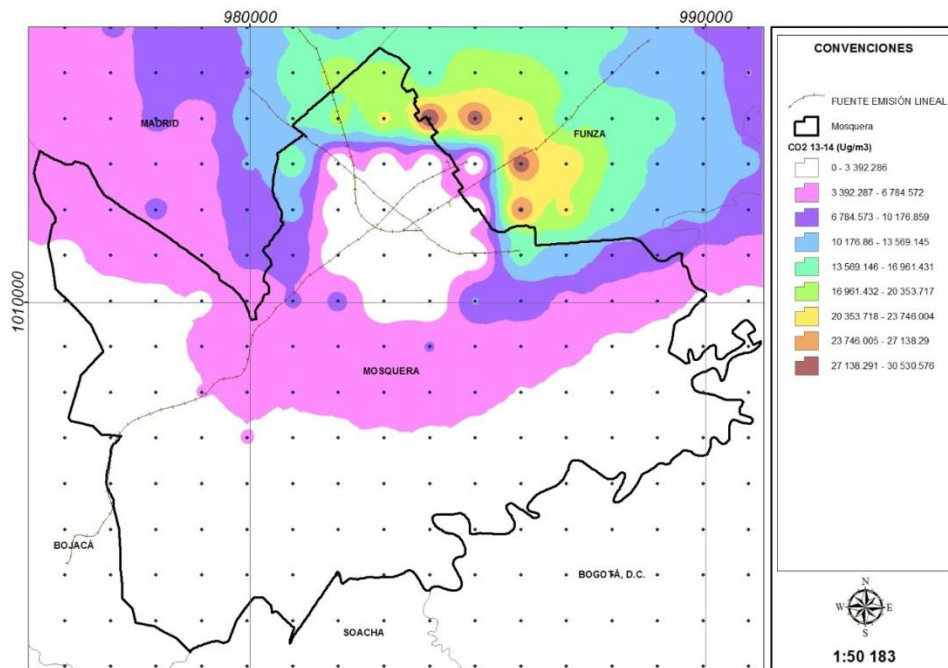 980000
990000
1010000
MADRID
FUNZA
MOSQUERA
BOJACÁ
BOGOTÁ, D.C.
SOACHA
CONVENCIONES
FUENTE EMISIÓN LINEAL
Mosquera
CO2 13-14 (Ug/m3)
0 - 3 392.286
3 392.287 - 6 784.572
6 784.573 - 10 176.859
10 176.86 - 13 569.145
13 569.146 - 16 961.431
16 961.432 - 20 353.717
20 353.718 - 23 746.004
23 746.005 - 27 138.29
27 138.291 - 30 530.576
N
W E
S
1:50 183